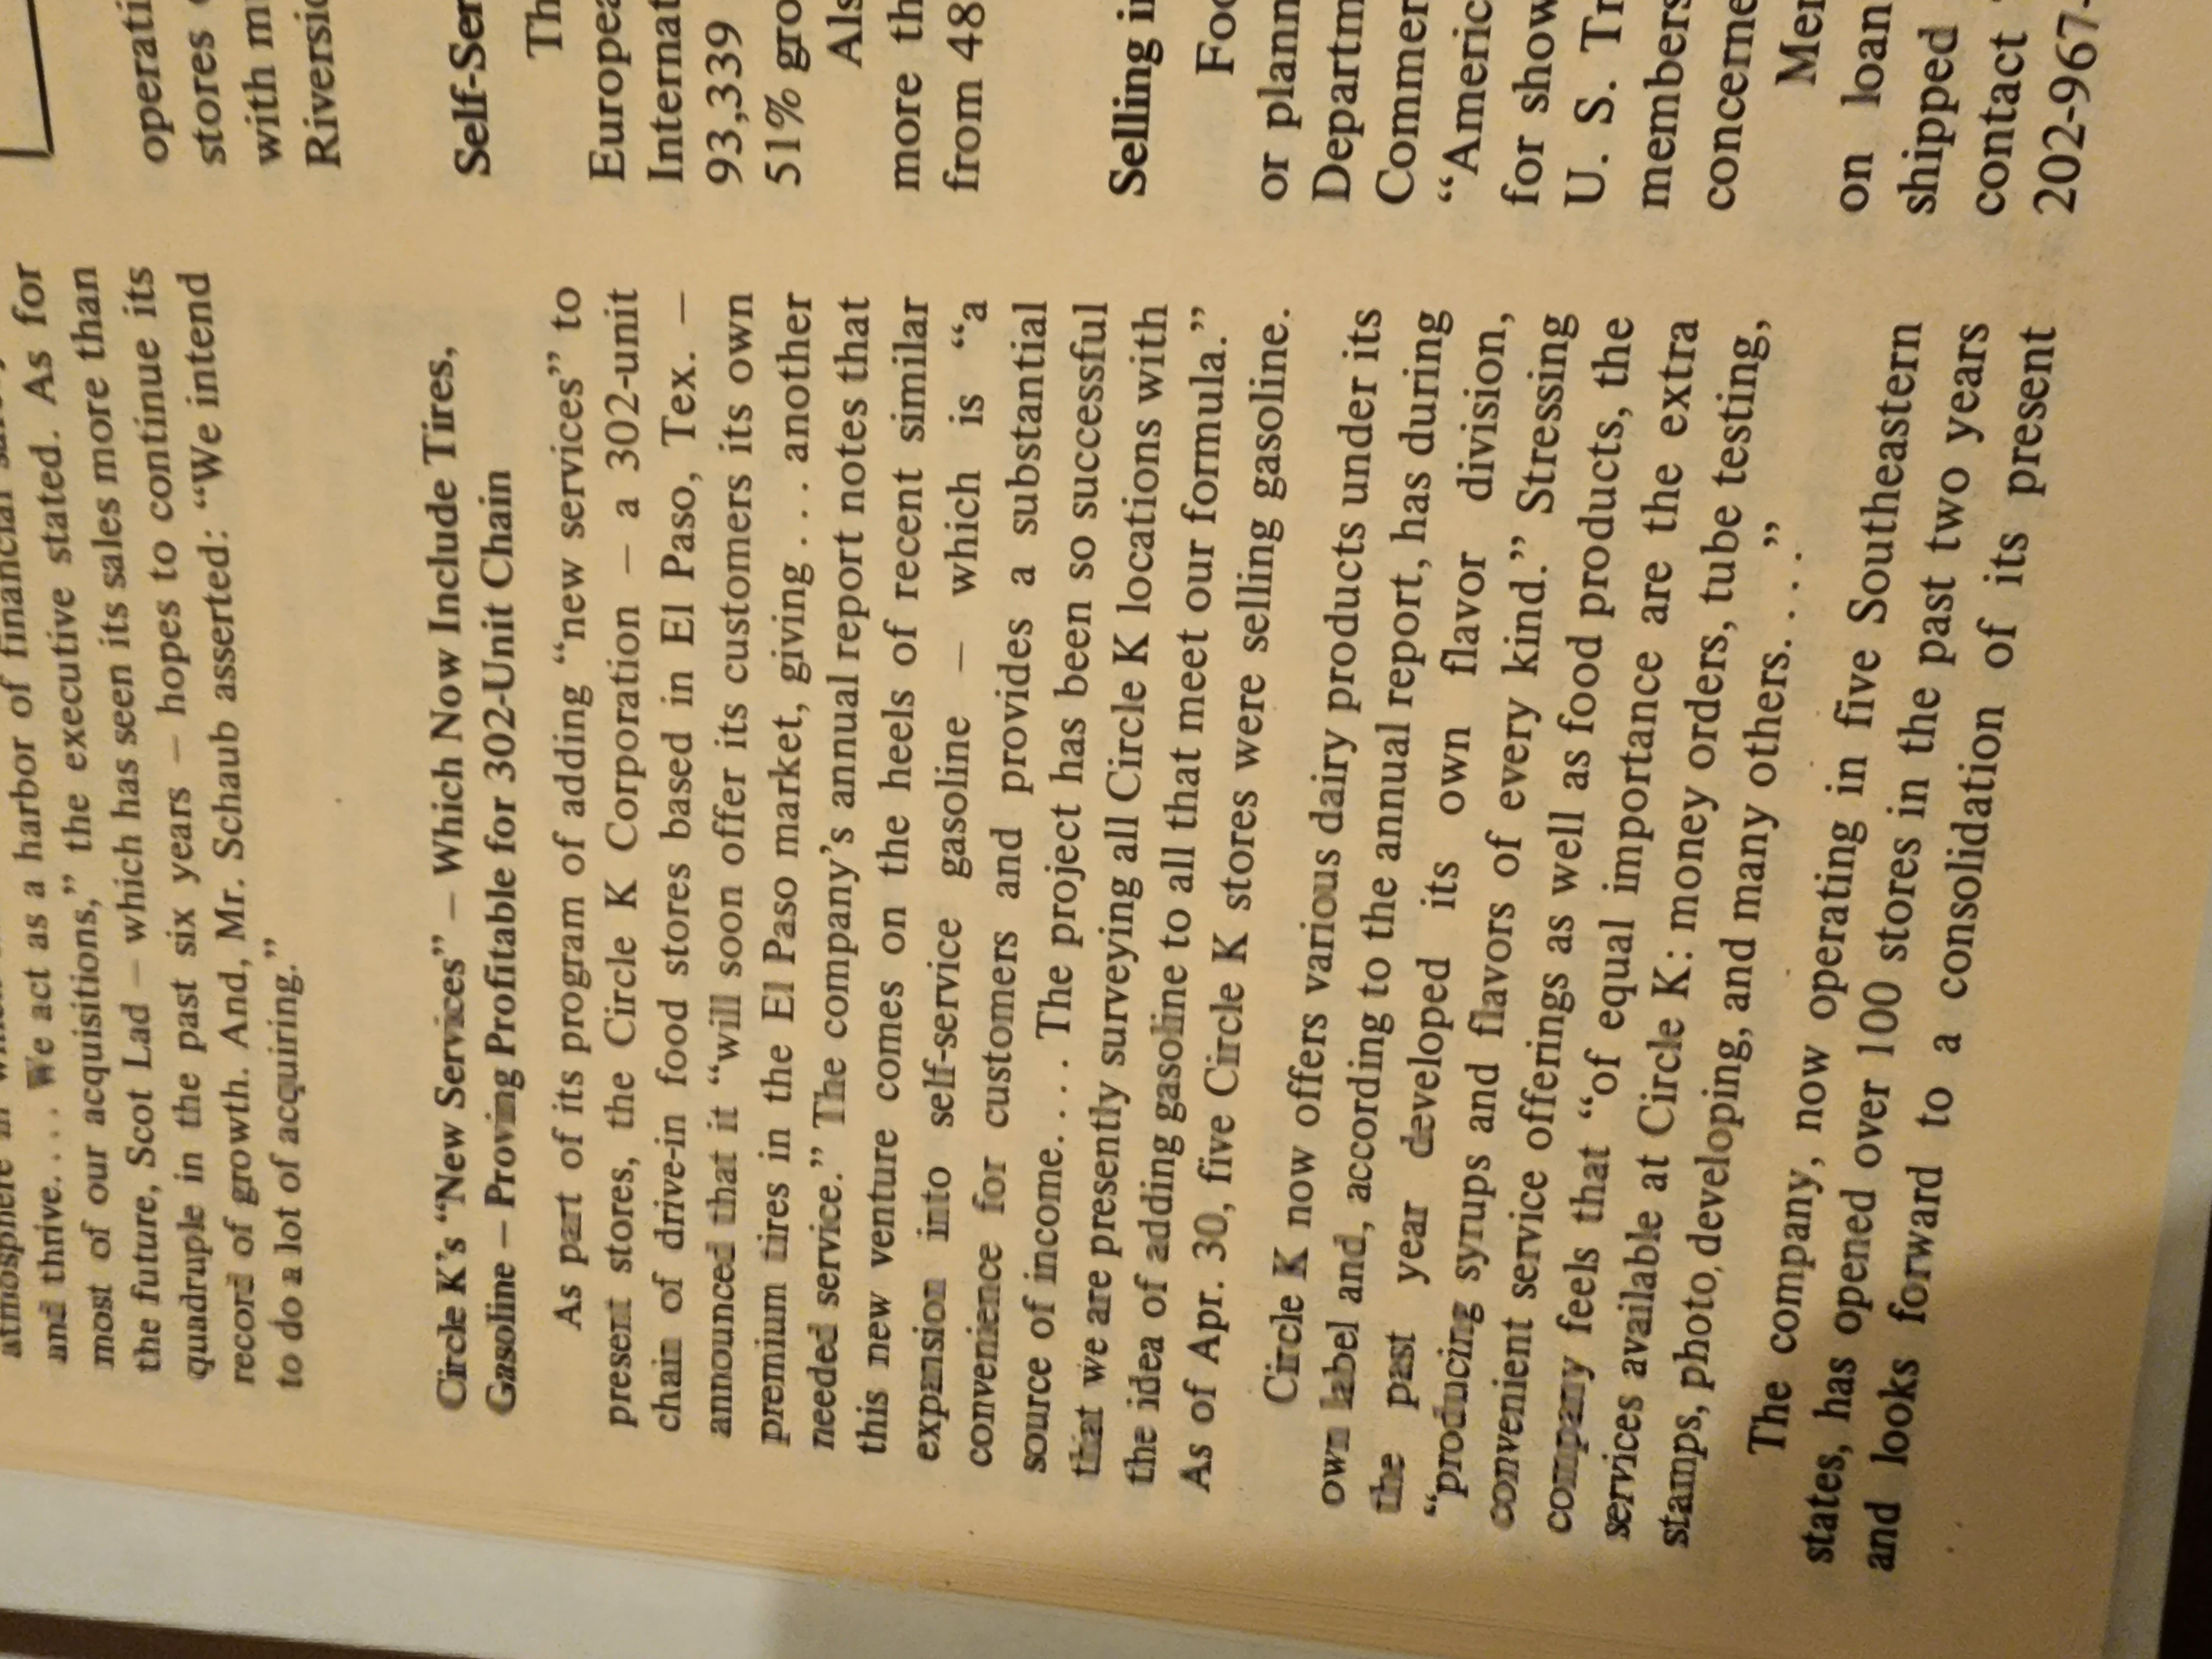 and thrive. . . . We act as a harbor of financial
most of our acquisitions,” the executive stated. As for
the future, Scot Lad – which has seen its sales more than
quadruple in the past six years – hopes to continue its
record of growth. And, Mr. Schaub asserted: “We intend
to do a lot of acquiring.”
Circle K's “New Services” – Which Now Include Tires,
Gasoline – Proving Profitable for 302-Unit Chain
As part of its program of adding “new services” to
present stores, the Circle K Corporation – a 302-unit
chain of drive-in food stores based in El Paso, Tex. –
announced that it “will soon offer its customers its own
premium tires in the El Paso market, giving . . . another
needed service.” The company's annual report notes that
this new venture comes on the heels of recent similar
expansion into self-service gasoline – which is “a
convenience for customers and provides a substantial
source of income. . . . The project has been so successful
that we are presently surveying all Circle K locations with
the idea of adding gasoline to all that meet our formula.”
As of Apr. 30, five Circle K stores were selling gasoline.
Circle K now offers various dairy products under its
own label and, according to the annual report, has during
the past year developed its own flavor division,
“producing syrups and flavors of every kind.” Stressing
convenient service offerings as well as food products, the
company feels that “of equal importance are the extra
services available at Circle K: money orders, tube testing,
stamps, photo developing, and many others. . . .”
The company, now operating in five Southeastern
states, has opened over 100 stores in the past two years
and looks forward to a consolidation of its present
operati
stores
with mu
Riversid
Self-Ser
Th
Europea
Internat
93,339
51% gro
Als
more th
from 48
Selling i
Foo
or plann
Departm
Commer
“Americ
for show
U. S. Tr
members
concerne
Mer
on loan
shipped
contact
202-967-